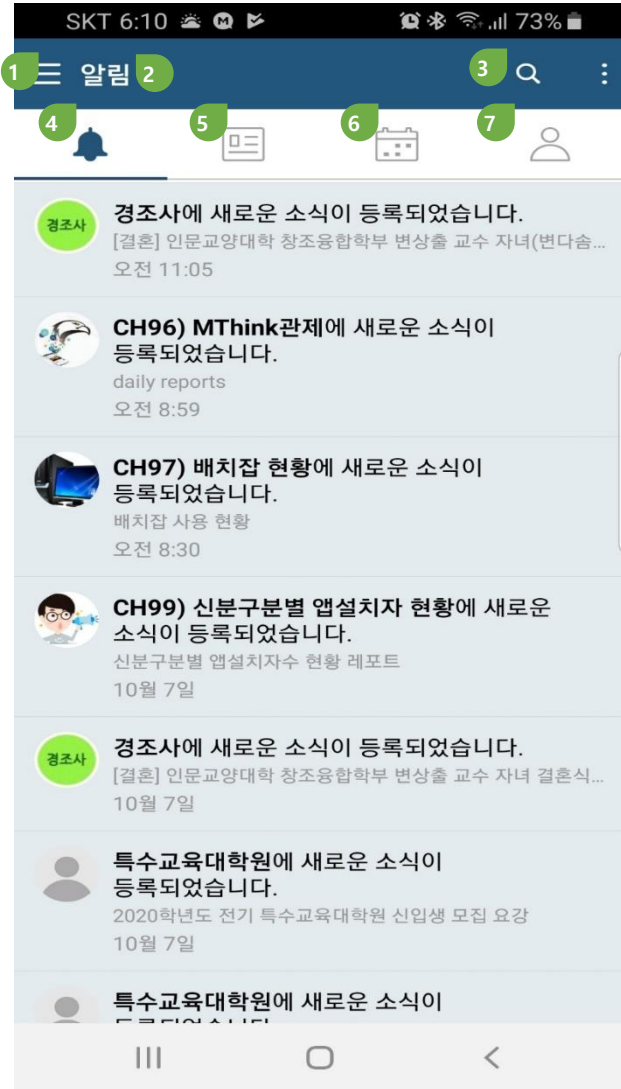 SKT 6:10 73%
1 알림 2 3
4 5 6 7
경조사
경조사에 새로운 소식이 등록되었습니다.
[결혼] 인문교양대학 창조융합학부 변상출 교수 자녀(변다솜...
오전 11:05
CH96) MThink관제에 새로운 소식이
등록되었습니다.
daily reports
오전 8:59
CH97) 배치잡 현황에 새로운 소식이
등록되었습니다.
배치잡 사용 현황
오전 8:30
CH99) 신분구분별 앱설치자 현황에 새로운
소식이 등록되었습니다.
신분구분별 앱설치자수 현황 레포트
10월 7일
경조사
경조사에 새로운 소식이 등록되었습니다.
[결혼] 인문교양대학 창조융합학부 변상출 교수 자녀 결혼식...
10월 7일
특수교육대학원에 새로운 소식이
등록되었습니다.
2020학년도 전기 특수교육대학원 신입생 모집 요강
10월 7일
특수교육대학원에 새로운 소식이